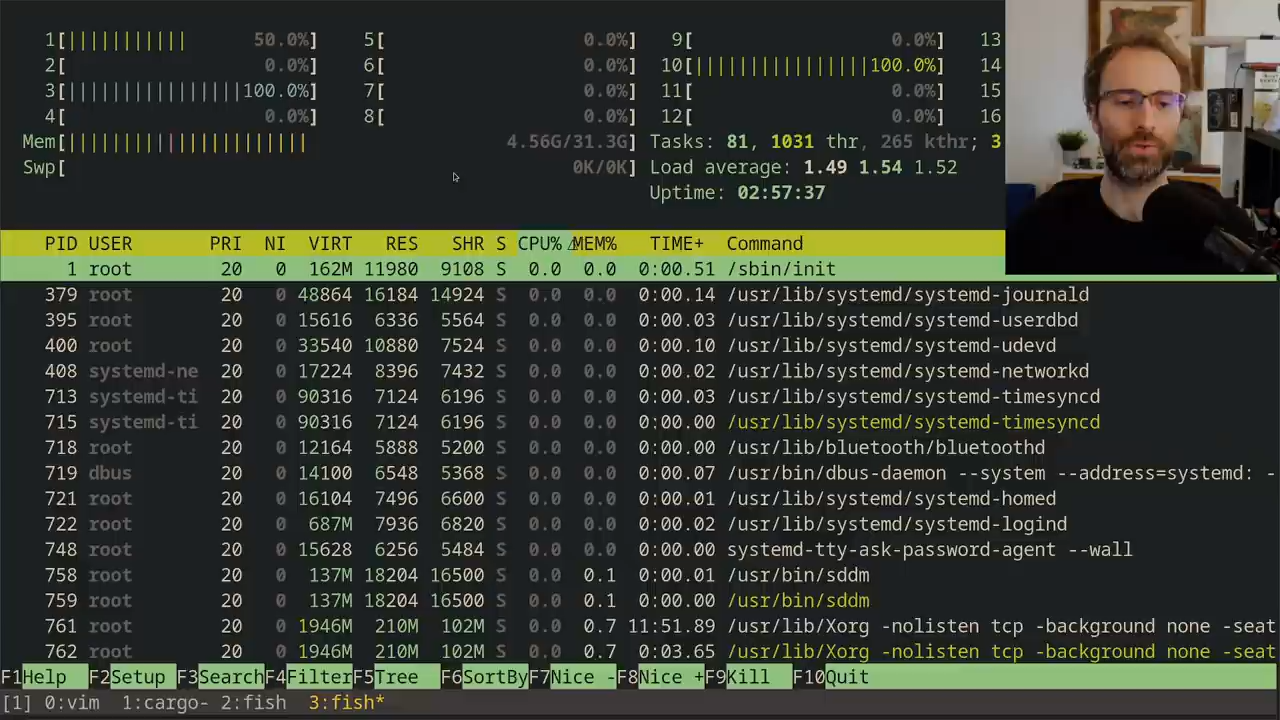 1[||||||||||| 50.0%] 5[ 0.0%] 9[ 0.0%] 13
2[ 0.0%] 6[ 0.0%] 10[||||||||||||||||100.0%] 14
3[||||||||||||||||100.0%] 7[ 0.0%] 11[ 0.0%] 15
4[ 0.0%] 8[ 0.0%] 12[ 0.0%] 16
Mem[|||||||||||||||||||||| 4.56G/31.3G] Tasks: 81, 1031 thr, 265 kthr; 3
Swp[ 0K/0K] Load average: 1.49 1.54 1.52
Uptime: 02:57:37
PID USER PRI NI VIRT RES SHR S CPU%△MEM% TIME+ Command
1 root 20 0 162M 11980 9108 S 0.0 0.0 0:00.51 /sbin/init
379 root 20 0 48864 16184 14924 S 0.0 0.0 0:00.14 /usr/lib/systemd/systemd-journald
395 root 20 0 15616 6336 5564 S 0.0 0.0 0:00.03 /usr/lib/systemd/systemd-userdbd
400 root 20 0 33540 10880 7524 S 0.0 0.0 0:00.10 /usr/lib/systemd/systemd-udevd
408 systemd-ne 20 0 17224 8396 7432 S 0.0 0.0 0:00.02 /usr/lib/systemd/systemd-networkd
713 systemd-ti 20 0 90316 7124 6196 S 0.0 0.0 0:00.03 /usr/lib/systemd/systemd-timesyncd
715 systemd-ti 20 0 90316 7124 6196 S 0.0 0.0 0:00.00 /usr/lib/systemd/systemd-timesyncd
718 root 20 0 12164 5888 5200 S 0.0 0.0 0:00.00 /usr/lib/bluetooth/bluetoothd
719 dbus 20 0 14100 6548 5368 S 0.0 0.0 0:00.07 /usr/bin/dbus-daemon --system --address=systemd: -
721 root 20 0 16104 7496 6600 S 0.0 0.0 0:00.01 /usr/lib/systemd/systemd-homed
722 root 20 0 687M 7936 6820 S 0.0 0.0 0:00.02 /usr/lib/systemd/systemd-logind
748 root 20 0 15628 6256 5484 S 0.0 0.0 0:00.00 systemd-tty-ask-password-agent --wall
758 root 20 0 137M 18204 16500 S 0.0 0.1 0:00.01 /usr/bin/sddm
759 root 20 0 137M 18204 16500 S 0.0 0.1 0:00.00 /usr/bin/sddm
761 root 20 0 1946M 210M 102M S 0.0 0.7 11:51.89 /usr/lib/Xorg -nolisten tcp -background none -seat
762 root 20 0 1946M 210M 102M S 0.0 0.7 0:03.65 /usr/lib/Xorg -nolisten tcp -background none -seat
F1Help F2Setup F3SearchF4FilterF5Tree F6SortByF7Nice -F8Nice +F9Kill F10Quit
[1] 0:vim 1:cargo- 2:fish 3:fish*